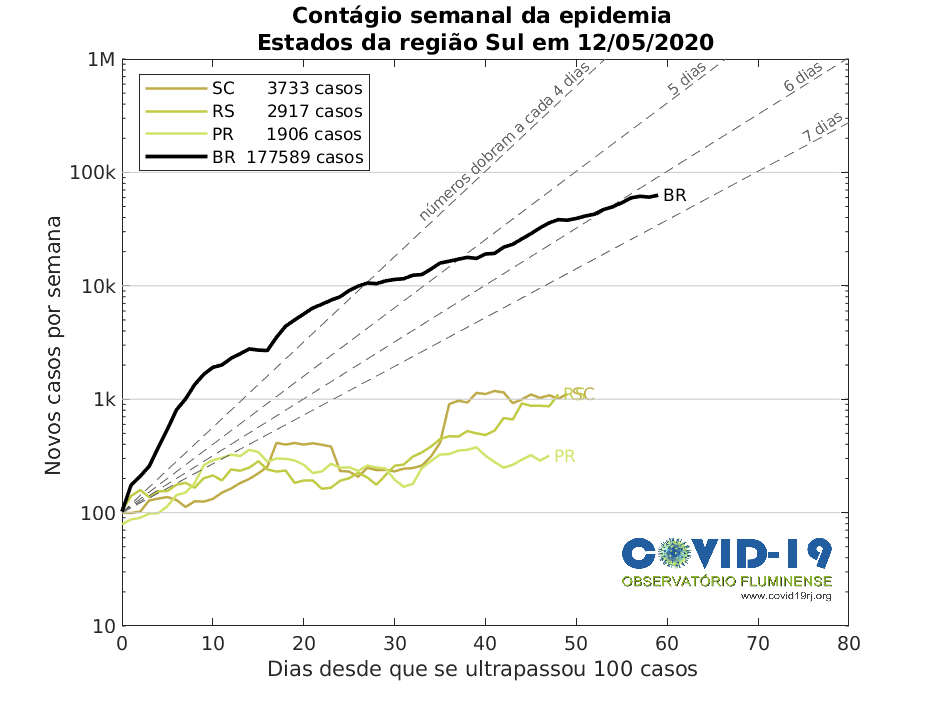 Contágio semanal da epidemia
Estados da região Sul em 12/05/2020
1M
100k
10k
1k
100
10
Novos casos por semana
SC 3733 casos
RS 2917 casos
PR 1906 casos
BR 177589 casos
números dobram a cada 4 dias
5 dias
6 dias
7 dias
BR
RS
SC
PR
COVID-19
OBSERVATÓRIO FLUMINENSE
www.covid19rj.org
0 10 20 30 40 50 60 70 80
Dias desde que se ultrapassou 100 casos